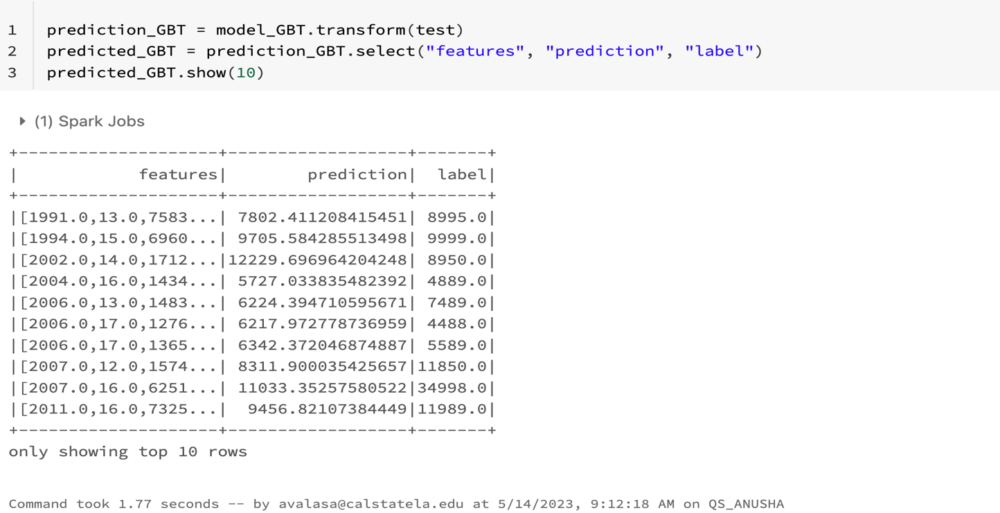 1 prediction_GBT = model_GBT.transform(test)
2 predicted_GBT = prediction_GBT.select("features", "prediction", "label")
3 predicted_GBT.show(10)
(1) Spark Jobs
+--------------------+------------------+-------+
|            features|        prediction|  label|
+--------------------+------------------+-------+
|[1991.0,13.0,7583...| 7802.411208415451| 8995.0|
|[1994.0,15.0,6960...| 9705.584285513498| 9999.0|
|[2002.0,14.0,1712...|12229.696964204248| 8950.0|
|[2004.0,16.0,1434...| 5727.033835482392| 4889.0|
|[2006.0,13.0,1483...| 6224.394710595671| 7489.0|
|[2006.0,17.0,1276...| 6217.972778736959| 4488.0|
|[2006.0,17.0,1365...| 6342.372046874887| 5589.0|
|[2007.0,12.0,1574...| 8311.900035425657|11850.0|
|[2007.0,16.0,6251...| 11033.35257580522|34998.0|
|[2011.0,16.0,7325...|  9456.82107384449|11989.0|
+--------------------+------------------+-------+
only showing top 10 rows
Command took 1.77 seconds -- by avalasa@calstatela.edu at 5/14/2023, 9:12:18 AM on QS_ANUSHA